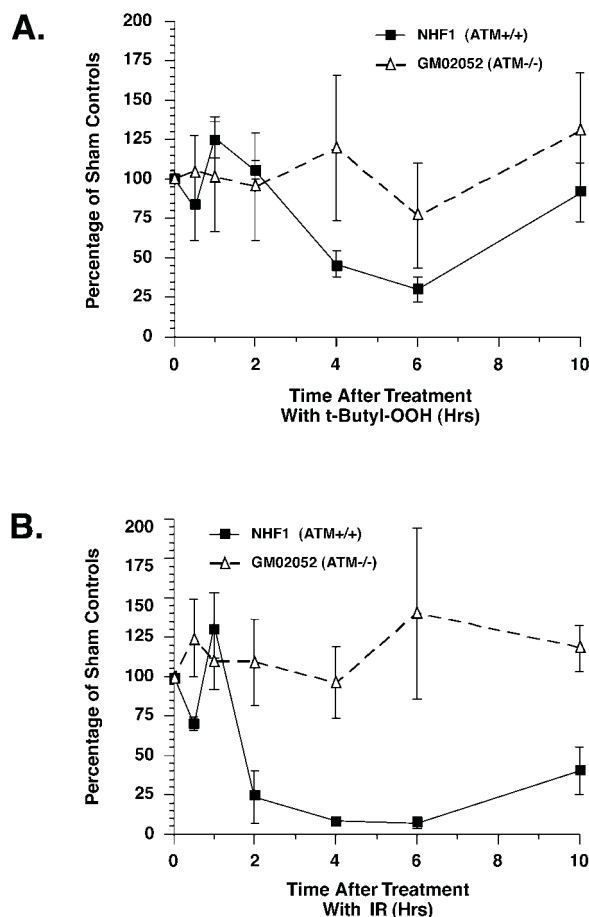 A.
200
175
150
125
100
75
50
25
0
Percentage of Sham Controls
NHF1 (ATM+/+)
GM02052 (ATM-/-)
0 2 4 6 8 10
Time After Treatment
With t-Butyl-OOH (Hrs)
B.
200
175
150
125
100
75
50
25
0
Percentage of Sham Controls
NHF1 (ATM+/+)
GM02052 (ATM-/-)
0 2 4 6 8 10
Time After Treatment
With IR (Hrs)